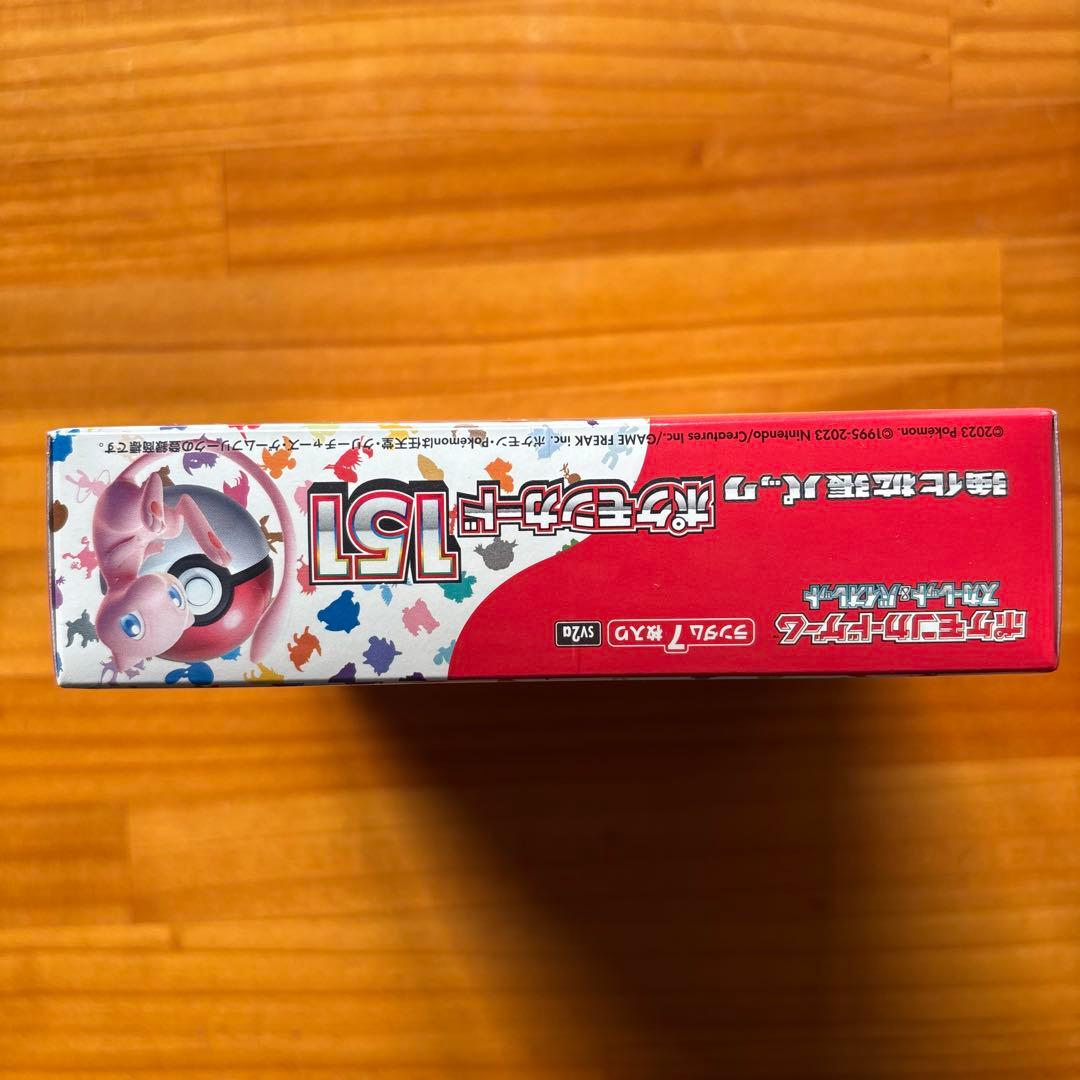 ポケモンカードゲーム
スカーレット&バイオレット
ランダム7枚入り
sv2a
強化拡張パック
ポケモンカード151
©2023 Pokémon. ©1995-2023 Nintendo/Creatures Inc./GAME FREAK inc. ポケモン・Pokémonは任天堂・クリーチャーズ・ゲームフリークの登録商標です。